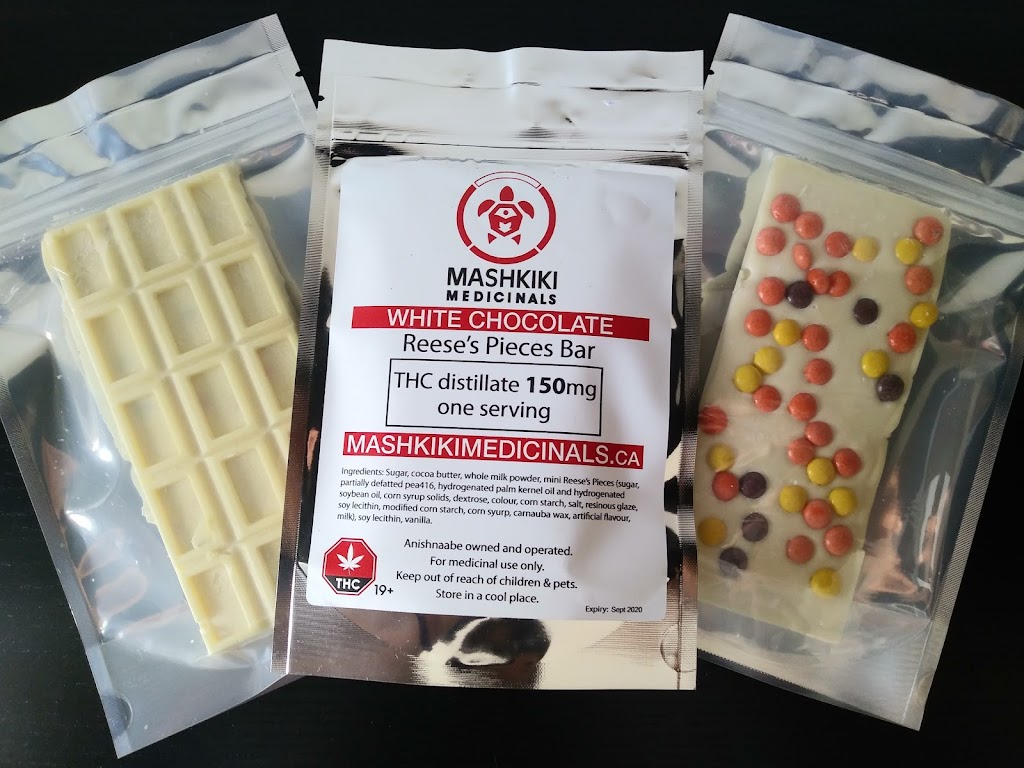 MASHKIKI
MEDICINALS
WHITE CHOCOLATE
Reese's Pieces Bar
THC distillate 150mg
one serving
MASHKIKIMEDICINALS.CA
Ingredients: Sugar, cocoa butter, whole milk powder, mini Reese's Pieces (sugar,
partially defatted pea416, hydrogenated palm kernel oil and hydrogenated
soybean oil, corn syrup solids, dextrose, colour, corn starch, salt, resinous glaze,
soy lecithin, modified corn starch, corn syurp, carnauba wax, artificial flavour,
milk), soy lecithin, vanilla.
Anishnaabe owned and operated.
For medicinal use only.
Keep out of reach of children & pets.
Store in a cool place.
THC
19+
Expiry: Sept 2020